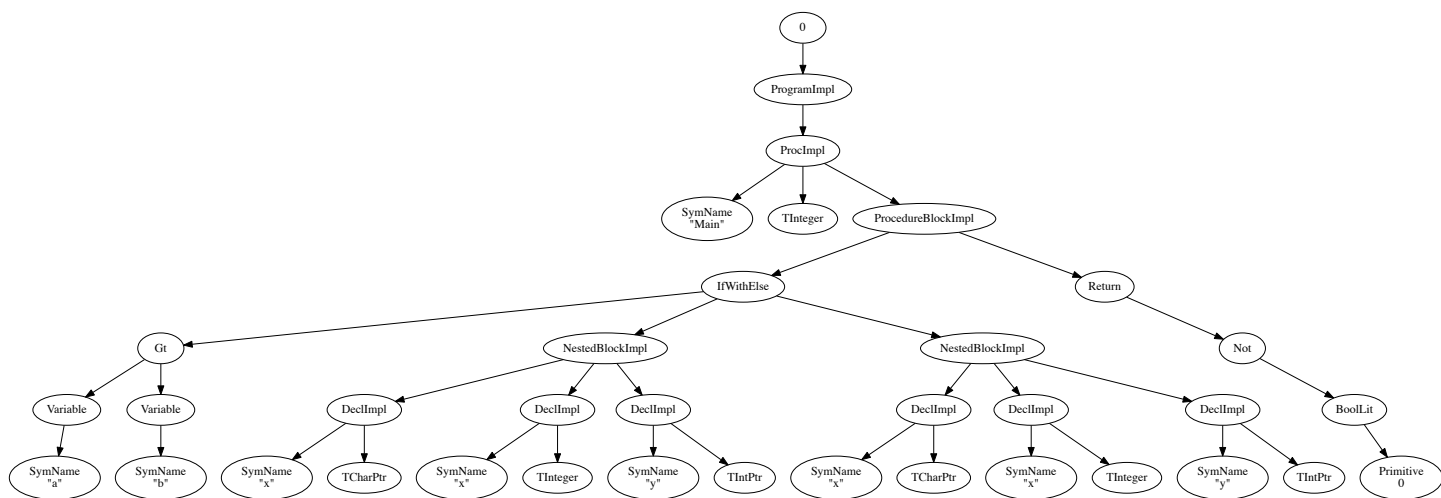 0
ProgramImpl
ProcImpl
SymName
"Main"
TInteger
ProcedureBlockImpl
IfWithElse
Return
Gt
NestedBlockImpl
NestedBlockImpl
Not
Variable
Variable
DeclImpl
DeclImpl
DeclImpl
DeclImpl
DeclImpl
DeclImpl
BoolLit
SymName
"a"
SymName
"b"
SymName
"x"
TCharPtr
SymName
"x"
TInteger
SymName
"y"
TIntPtr
SymName
"x"
TCharPtr
SymName
"x"
TInteger
SymName
"y"
TIntPtr
Primitive
0